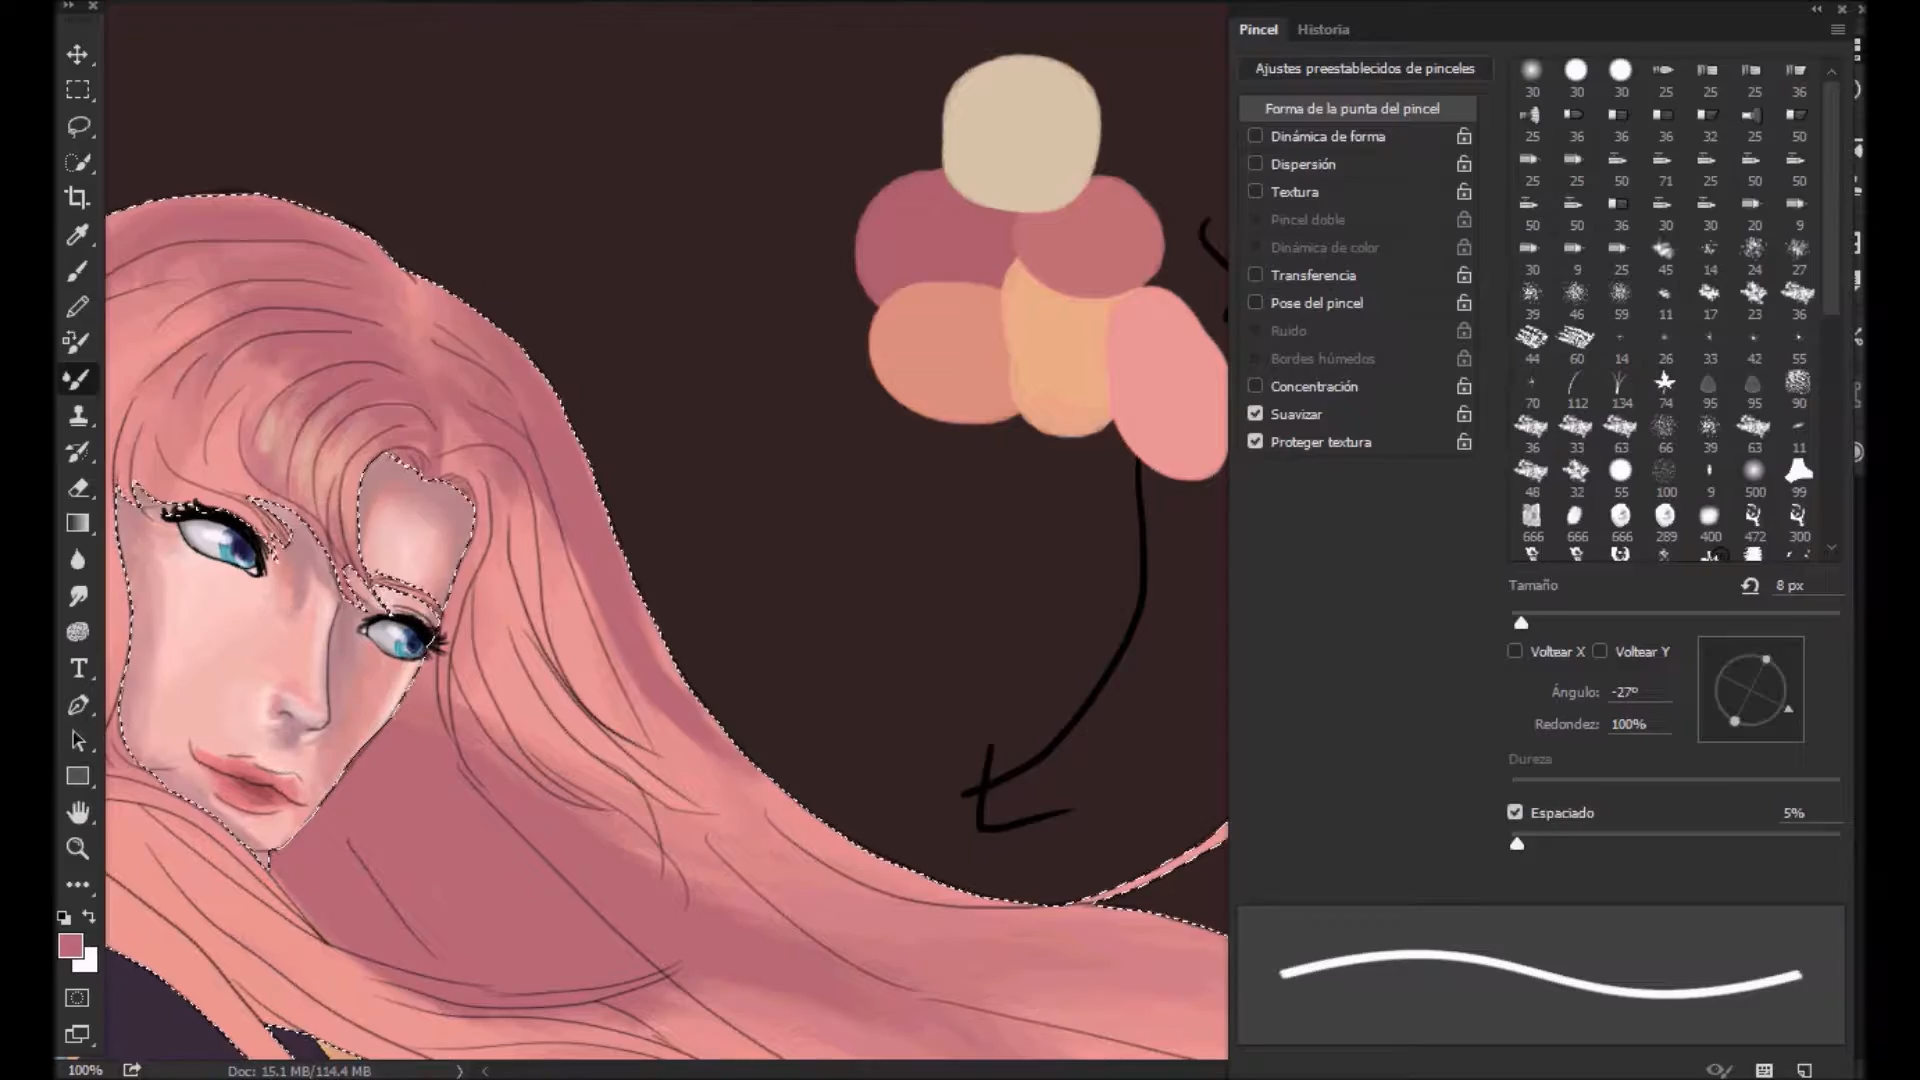 Pincel Historia
Ajustes preestablecidos de pinceles
30 30 30 25 25 25 36
Forma de la punta del pincel
Dinámica de forma
25 36 36 36 32 25 50
Dispersión
25 25 50 71 25 50 50
Textura
Pincel doble
50 50 36 30 30 20 9
Dinámica de color
30 9 25 45 14 24 27
Transferencia
Pose del pincel
39 46 59 11 17 23 36
Ruido
Bordes húmedos
44 60 14 26 33 42 55
Concentración
70 112 134 74 95 95 90
Suavizar
Proteger textura
36 33 63 66 39 63 11
48 32 55 100 9 500 99
666 666 666 289 400 472 300
Tamaño 8 px
Voltear X Voltear Y
Ángulo: -27º
Redondez: 100%
Dureza
Espaciado 5%
100% Doc: 15.1 MB/114.4 MB